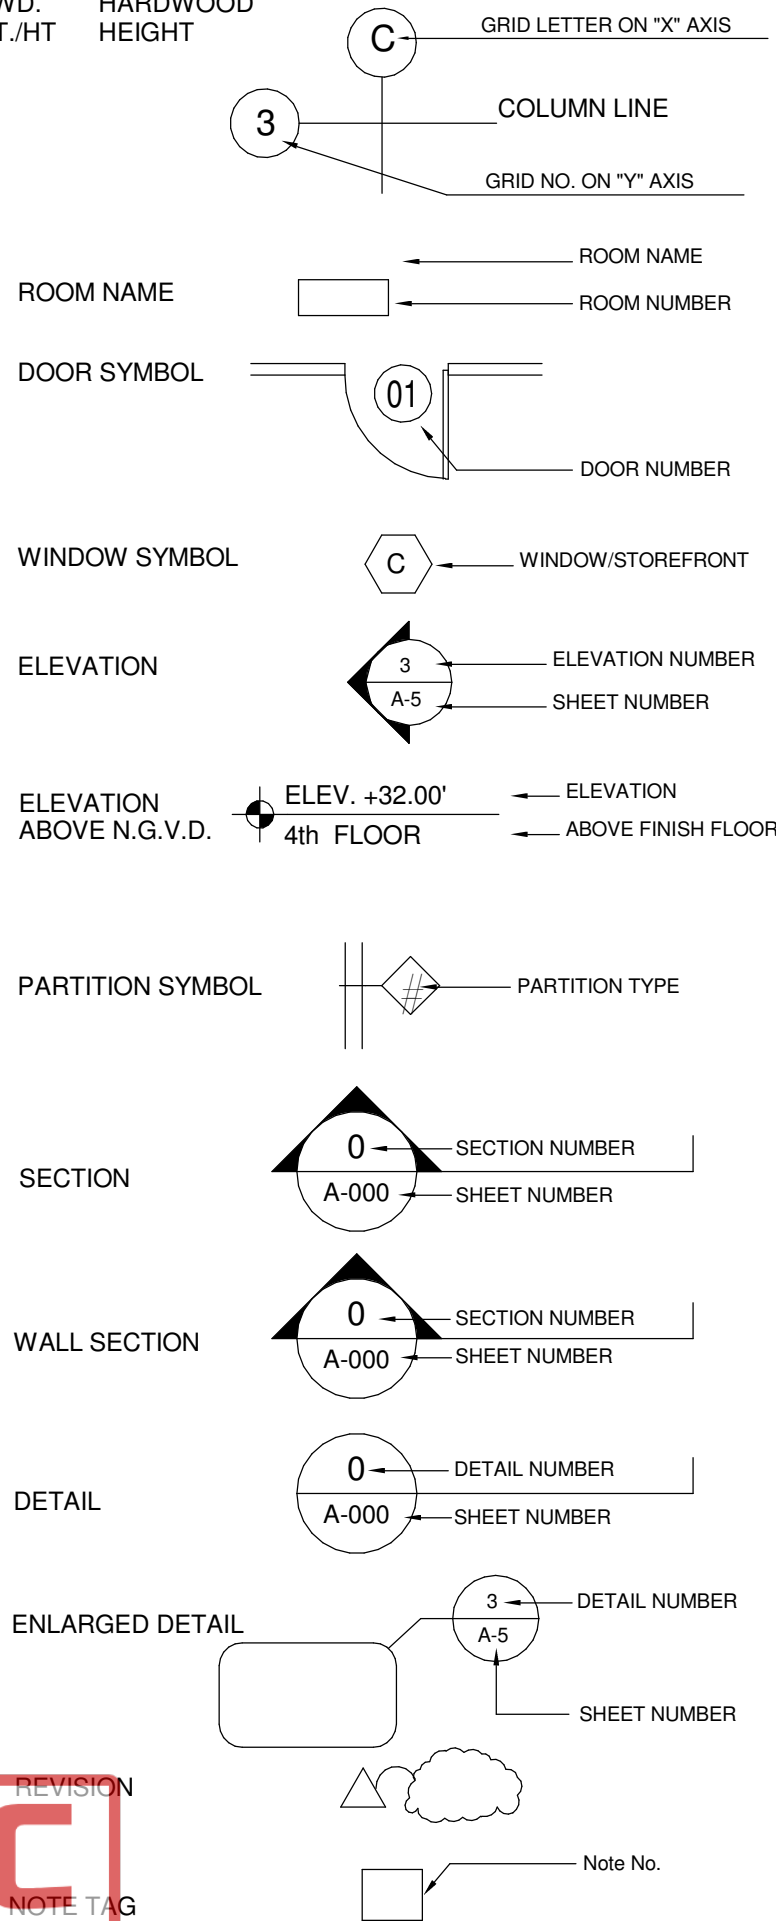 WD. HARDWOOD
T./HT HEIGHT
C GRID LETTER ON "X" AXIS
3 COLUMN LINE
GRID NO. ON "Y" AXIS
ROOM NAME
ROOM NAME
ROOM NUMBER
DOOR SYMBOL
01
DOOR NUMBER
WINDOW SYMBOL C WINDOW/STOREFRONT
ELEVATION
3 ELEVATION NUMBER
A-5 SHEET NUMBER
ELEVATION
ABOVE N.G.V.D.
ELEV. +32.00' ELEVATION
4th FLOOR ABOVE FINISH FLOOR
PARTITION SYMBOL # PARTITION TYPE
SECTION
0 SECTION NUMBER
A-000 SHEET NUMBER
WALL SECTION
0 SECTION NUMBER
A-000 SHEET NUMBER
DETAIL
0 DETAIL NUMBER
A-000 SHEET NUMBER
ENLARGED DETAIL
3 DETAIL NUMBER
A-5
SHEET NUMBER
REVISION
Note No.
NOTE TAG